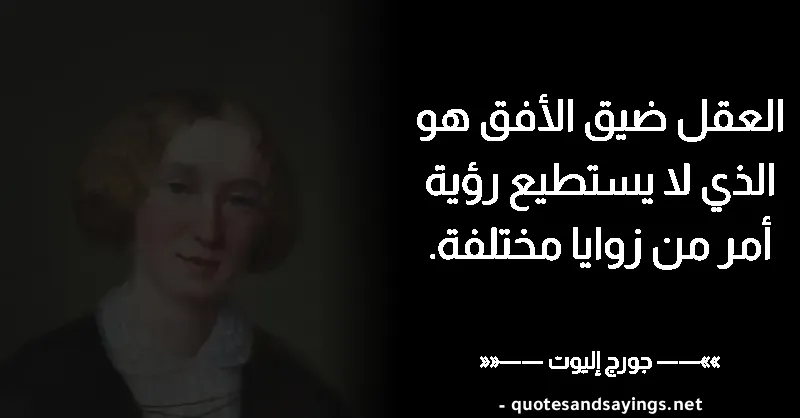 العقل ضيق الأفق هو
الذي لا يستطيع رؤية
أمر من زوايا مختلفة.
»»—— جورج إليوت ——««
- quotesandsayings.net